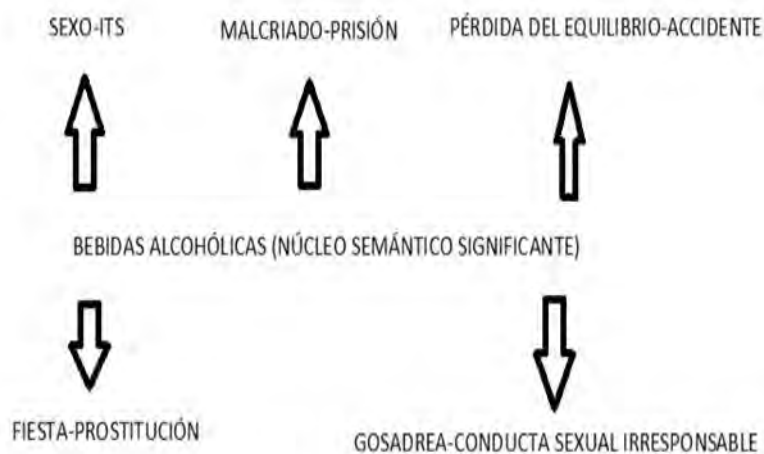 SEXO-ITS
MALCRIADO-PRISIÓN
PÉRDIDA DEL EQUILIBRIO-ACCIDENTE
BEBIDAS ALCOHÓLICAS (NÚCLEO SEMÁNTICO SIGNIFICANTE)
FIESTA-PROSTITUCIÓN
GOSADREA-CONDUCTA SEXUAL IRRESPONSABLE